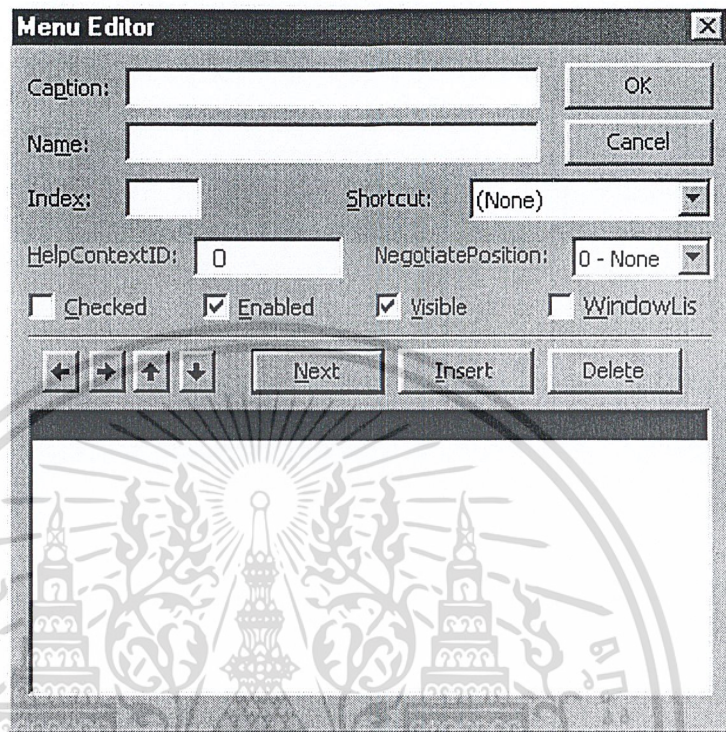 Menu Editor
Caption: OK
Name: Cancel
Index: Shortcut: (None)
HelpContextID: 0 NegotiatePosition: 0 - None
Checked Enabled Visible WindowLis
Next Insert Delete